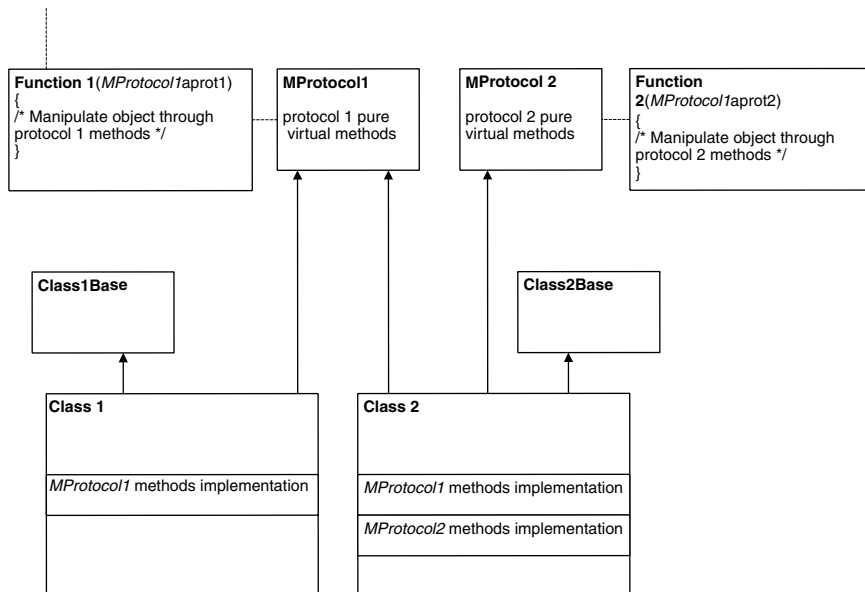 Function 1(MProtocol1aprot1)
{
/* Manipulate object through
protocol 1 methods */
}
MProtocol1
protocol 1 pure
virtual methods
MProtocol 2
protocol 2 pure
virtual methods
Function
2(MProtocol1aprot2)
{
/* Manipulate object through
protocol 2 methods */
}
Class1Base
Class2Base
Class 1
MProtocol1 methods implementation
Class 2
MProtocol1 methods implementation
MProtocol2 methods implementation